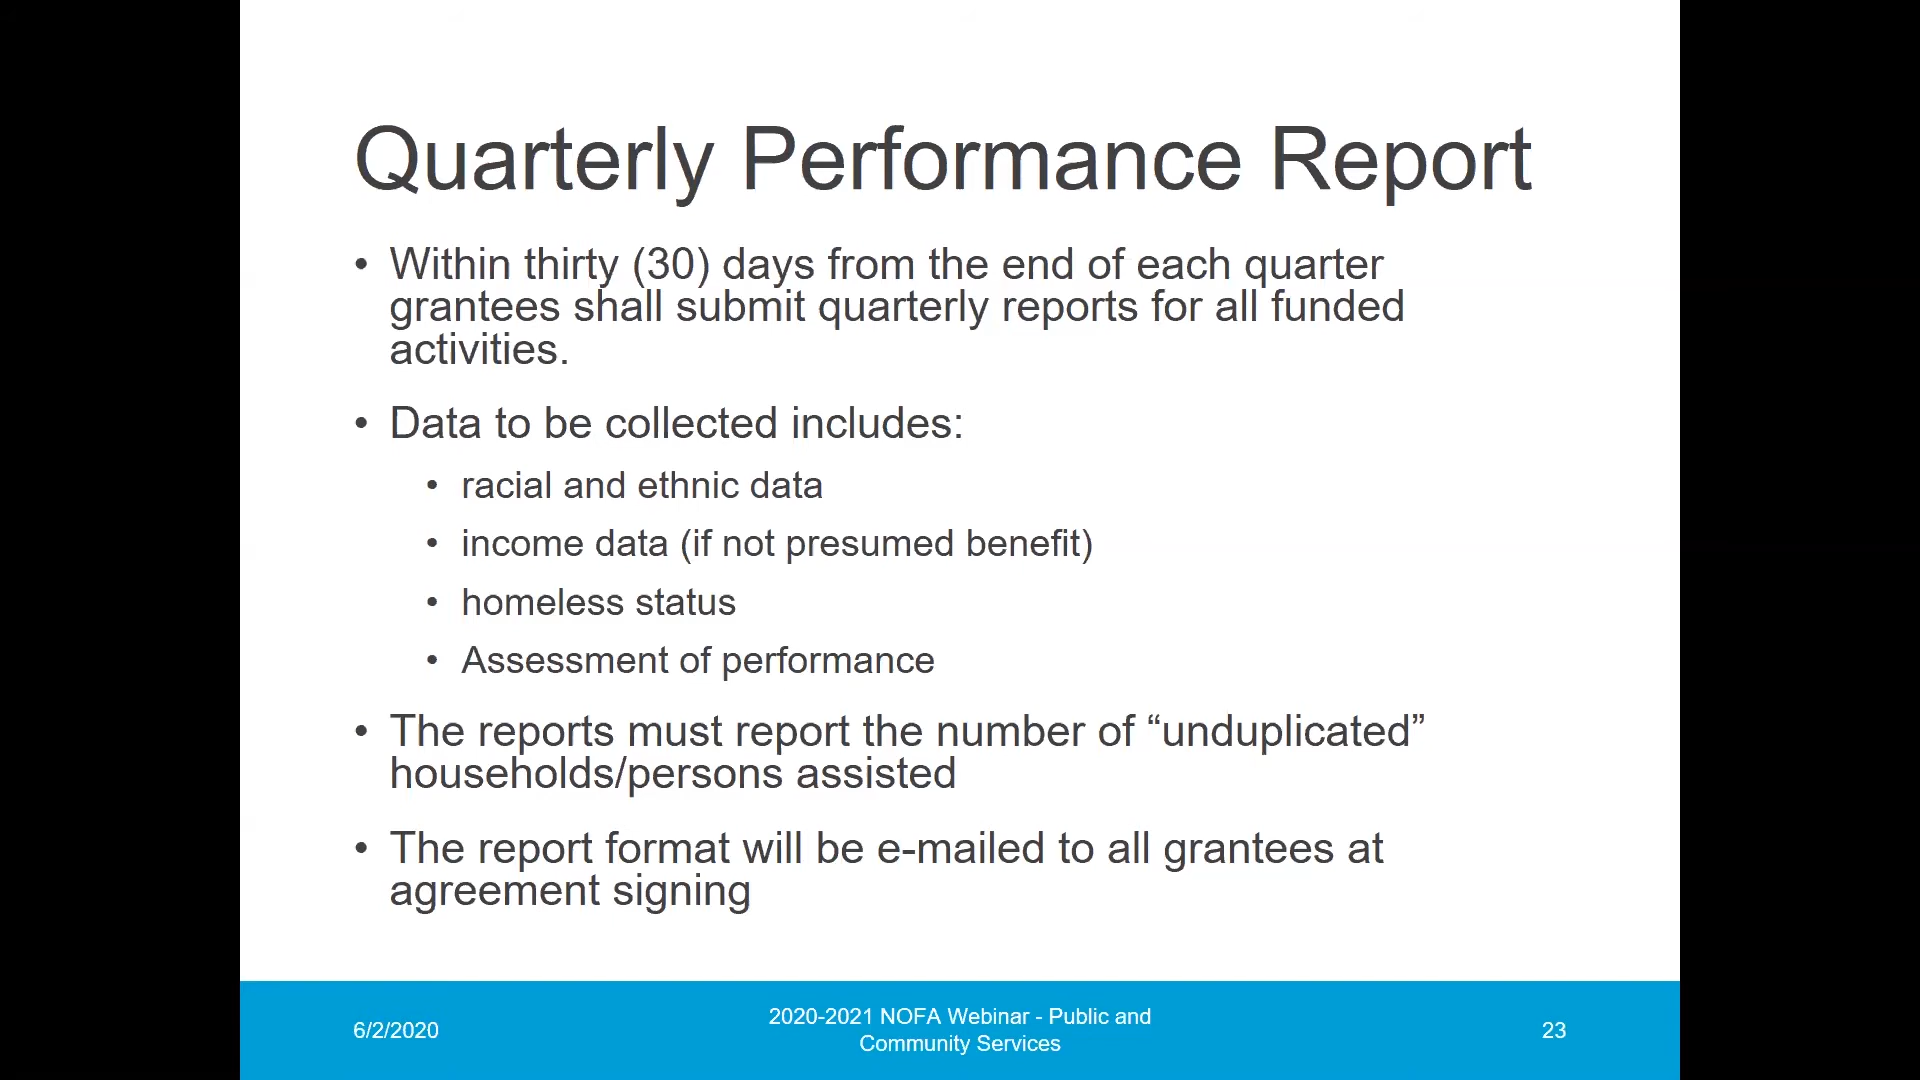 Quarterly Performance Report
• Within thirty (30) days from the end of each quarter
grantees shall submit quarterly reports for all funded
activities.
• Data to be collected includes:
• racial and ethnic data
• income data (if not presumed benefit)
• homeless status
• Assessment of performance
• The reports must report the number of “unduplicated”
households/persons assisted
• The report format will be e-mailed to all grantees at
agreement signing
6/2/2020
2020-2021 NOFA Webinar - Public and
Community Services
23